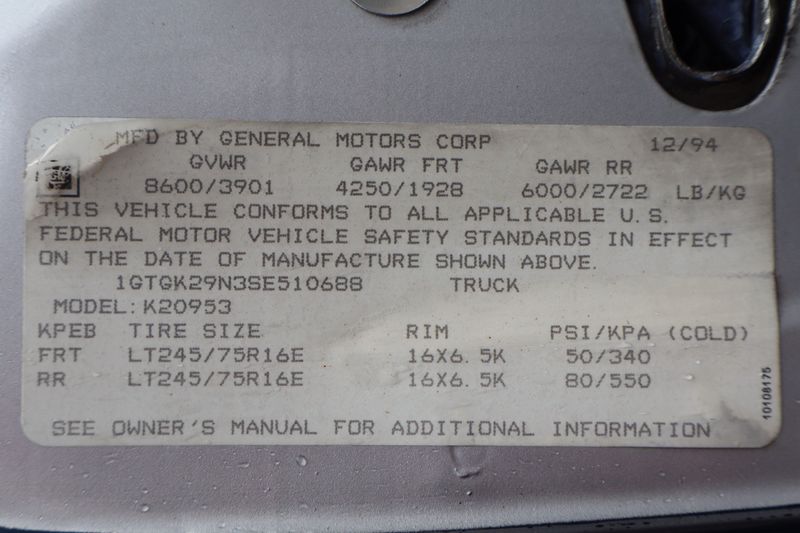 MFD BY GENERAL MOTORS CORP 12/94
GVWR GAWR FRT GAWR RR
8600/3901 4250/1928 6000/2722 LB/KG
THIS VEHICLE CONFORMS TO ALL APPLICABLE U.S.
FEDERAL MOTOR VEHICLE SAFETY STANDARDS IN EFFECT
ON THE DATE OF MANUFACTURE SHOWN ABOVE.
1GTGK29N3SE510688 TRUCK
MODEL: K20953
KPEB TIRE SIZE RIM PSI/KPA (COLD)
FRT LT245/75R16E 16X6.5K 50/340
RR LT245/75R16E 16X6.5K 80/550
10108175
SEE OWNER'S MANUAL FOR ADDITIONAL INFORMATION